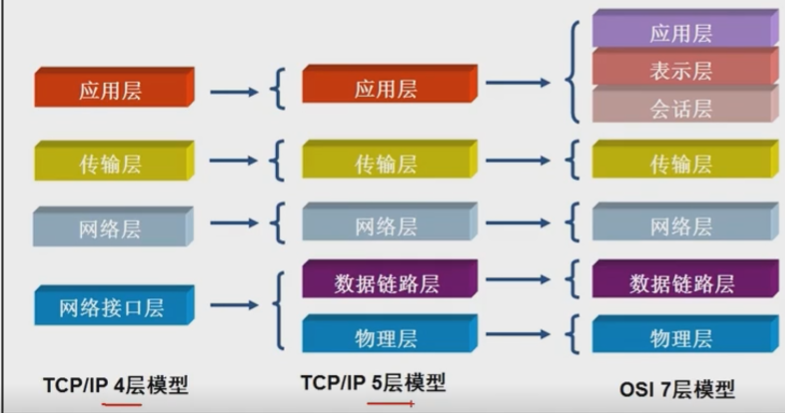 应用层
传输层
网络层
网络接口层
TCP/IP 4层模型
应用层
传输层
网络层
数据链路层
物理层
TCP/IP 5层模型
应用层
表示层
会话层
传输层
网络层
数据链路层
物理层
OSI 7层模型